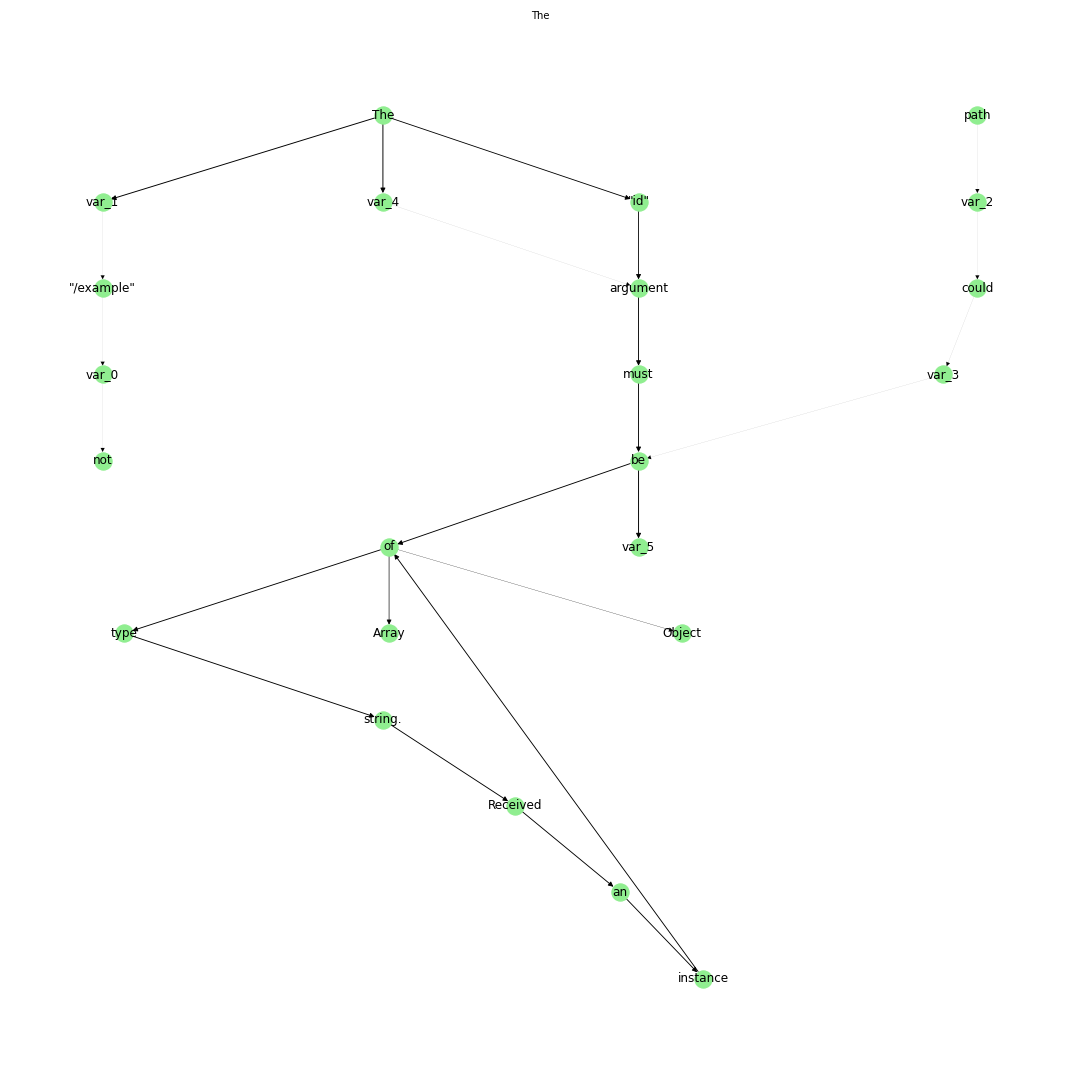 The
The
path
var_1
var_4
"id"
var_2
"/example"
argument
could
var_0
must
var_3
not
be
of
var_5
type
Array
Object
string.
Received
an
instance